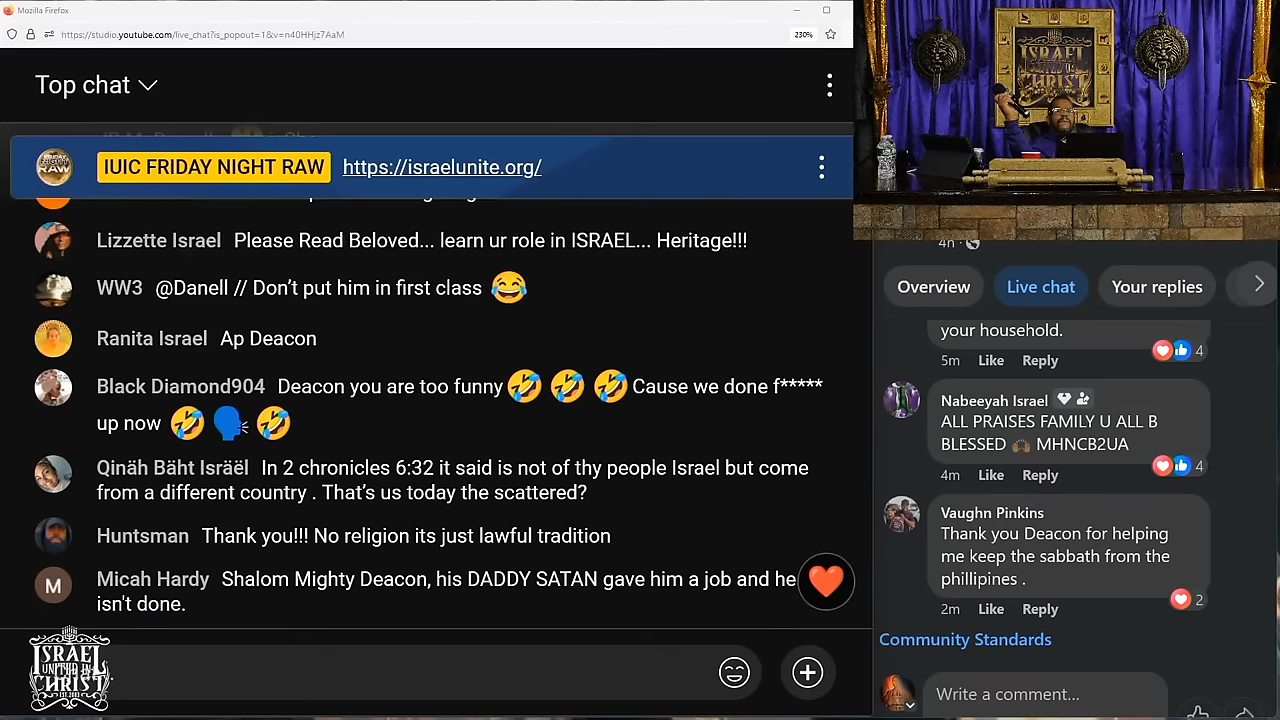 Mozilla Firefox
https://studio.youtube.com/live_chat?is_popout=1&v=n40HHjz7AaM
230%
Top chat
IUIC FRIDAY NIGHT RAW https://israelunite.org/
Lizzette Israel Please Read Beloved... learn ur role in ISRAEL... Heritage!!!
WW3 @Danell // Don't put him in first class 😂
Ranita Israel Ap Deacon
Black Diamond904 Deacon you are too funny 🤣 🤣 🤣 Cause we done f*****
up now 🤣 🗣 🤣
Qinäh Bäht Isräël In 2 chronicles 6:32 it said is not of thy people Israel but come
from a different country . That's us today the scattered?
Huntsman Thank you!!! No religion its just lawful tradition
M
Micah Hardy Shalom Mighty Deacon, his DADDY SATAN gave him a job and he
isn't done.
ISRAEL
UNITED IN
CHRIST
EST.2003
ISRAEL
UNITED IN
CHRIST
4h
Overview
Live chat
Your replies
your household.
5m Like Reply 4
Nabeeyah Israel
ALL PRAISES FAMILY U ALL B
BLESSED 🙌🏾 MHNCB2UA
4m Like Reply 4
Vaughn Pinkins
Thank you Deacon for helping
me keep the sabbath from the
phillipines .
2m Like Reply 2
Community Standards
Write a comment...